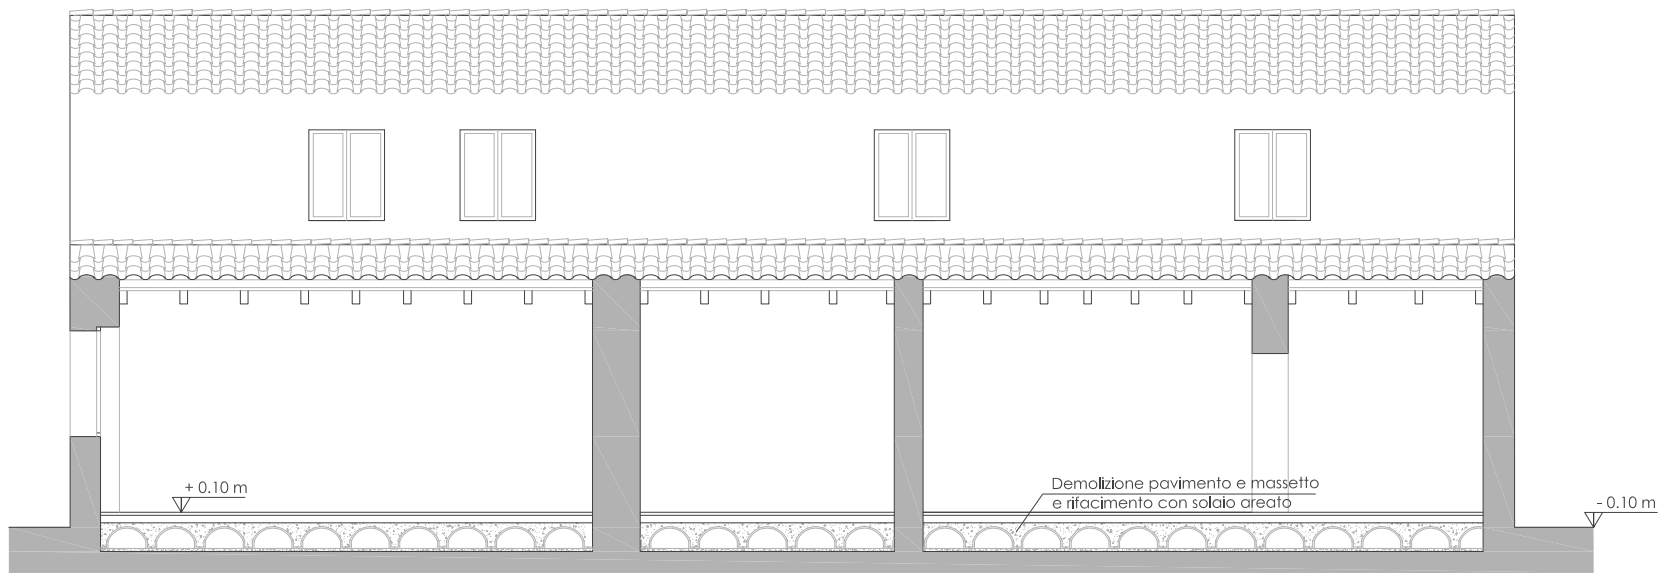 + 0.10 m
Demolizione pavimento e massetto
e rifacimento con solaio areato
- 0.10 m